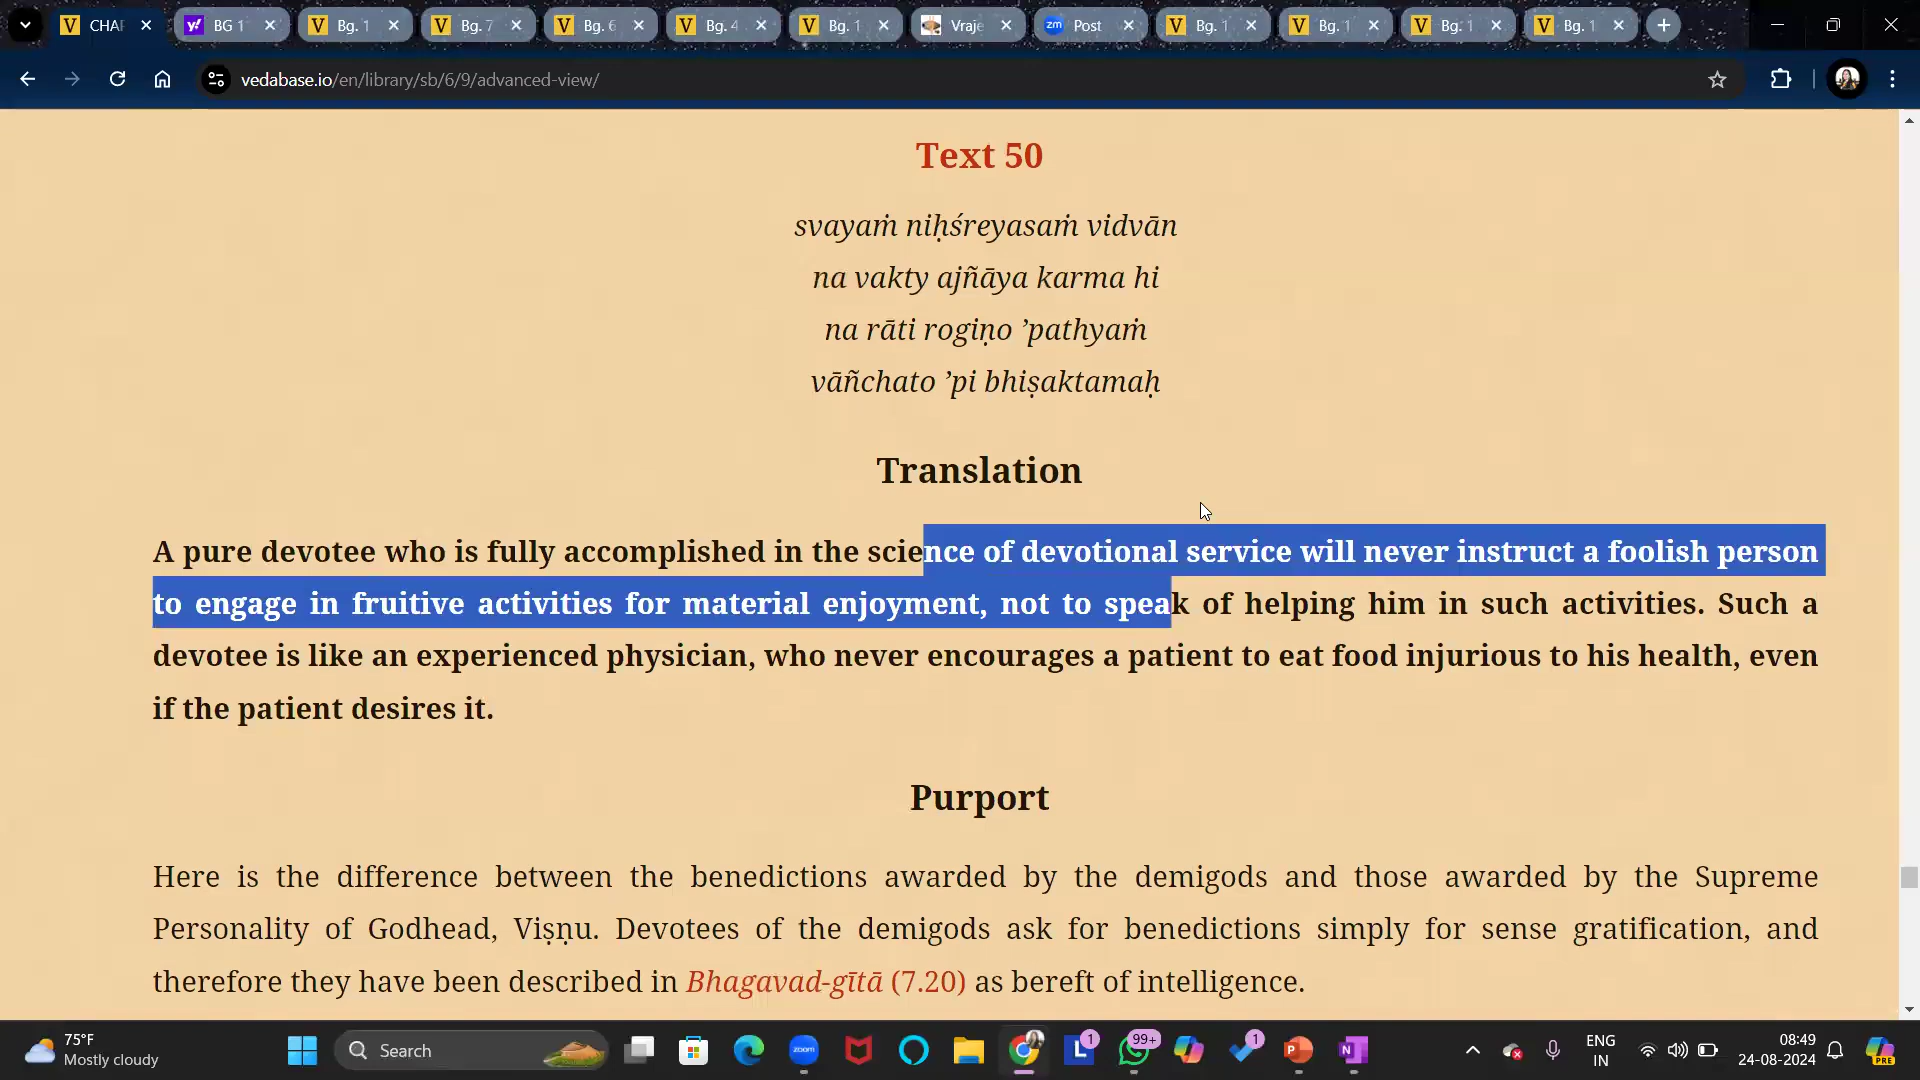 CHAI
BG 1
Bg. 1
Bg. 7
Bg. 6
Bg. 4
Bg. 1
Vraje
Post
Bg. 1
Bg. 1
Bg. 1
Bg. 1
vedabase.io/en/library/sb/6/9/advanced-view/
Text 50
svayaṁ niḥśreyasaṁ vidvān
na vakty ajñāya karma hi
na rāti rogiṇo ’pathyaṁ
vāñchato ’pi bhiṣaktamaḥ
Translation
A pure devotee who is fully accomplished in the science of devotional service will never instruct a foolish person
to engage in fruitive activities for material enjoyment, not to speak of helping him in such activities. Such a
devotee is like an experienced physician, who never encourages a patient to eat food injurious to his health, even
if the patient desires it.
Purport
Here is the difference between the benedictions awarded by the demigods and those awarded by the Supreme
Personality of Godhead, Viṣṇu. Devotees of the demigods ask for benedictions simply for sense gratification, and
therefore they have been described in Bhagavad-gītā (7.20) as bereft of intelligence.
75°F
Mostly cloudy
Search
zoom
1
99+
1
ENG
IN
08:49
24-08-2024
PRE